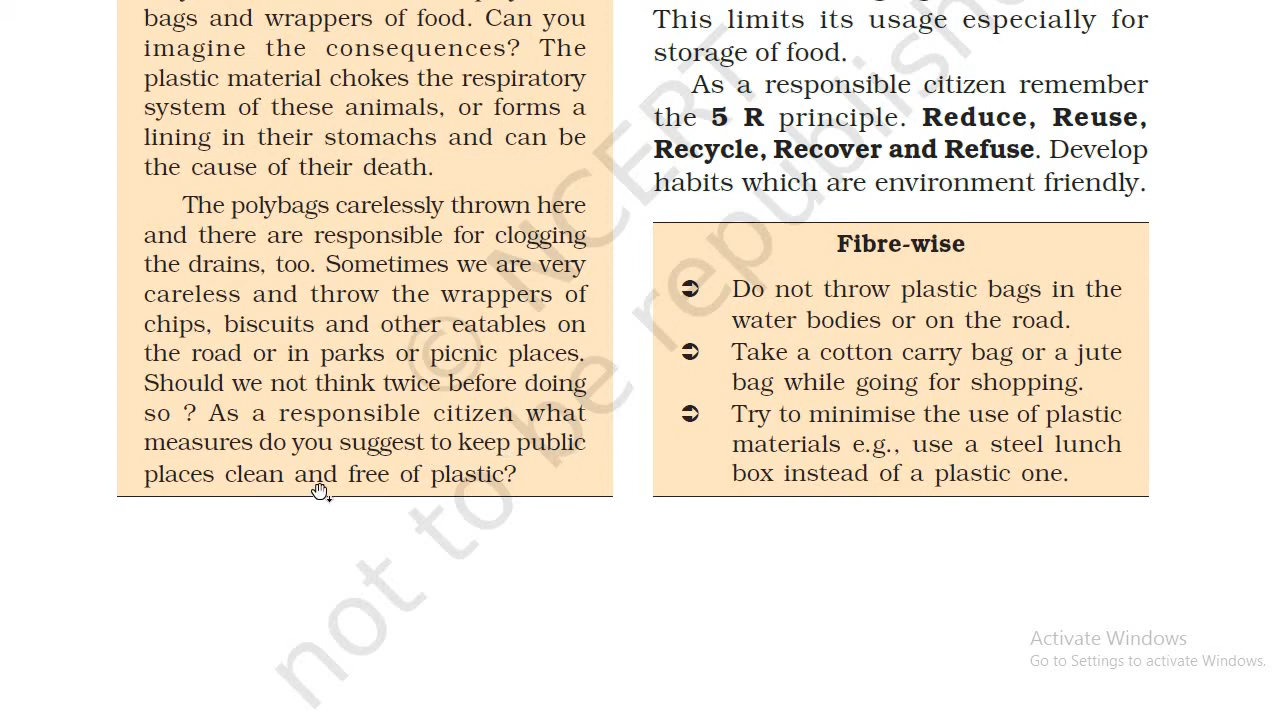 bags and wrappers of food. Can you
imagine the consequences? The
plastic material chokes the respiratory
system of these animals, or forms a
lining in their stomachs and can be
the cause of their death.
The polybags carelessly thrown here
and there are responsible for clogging
the drains, too. Sometimes we are very
careless and throw the wrappers of
chips, biscuits and other eatables on
the road or in parks or picnic places.
Should we not think twice before doing
so ? As a responsible citizen what
measures do you suggest to keep public
places clean and free of plastic?
This limits its usage especially for
storage of food.
As a responsible citizen remember
the 5 R principle. Reduce, Reuse,
Recycle, Recover and Refuse. Develop
habits which are environment friendly.
Fibre-wise
Do not throw plastic bags in the
water bodies or on the road.
Take a cotton carry bag or a jute
bag while going for shopping.
Try to minimise the use of plastic
materials e.g., use a steel lunch
box instead of a plastic one.
© NCERT
not to be republished
Activate Windows
Go to Settings to activate Windows.